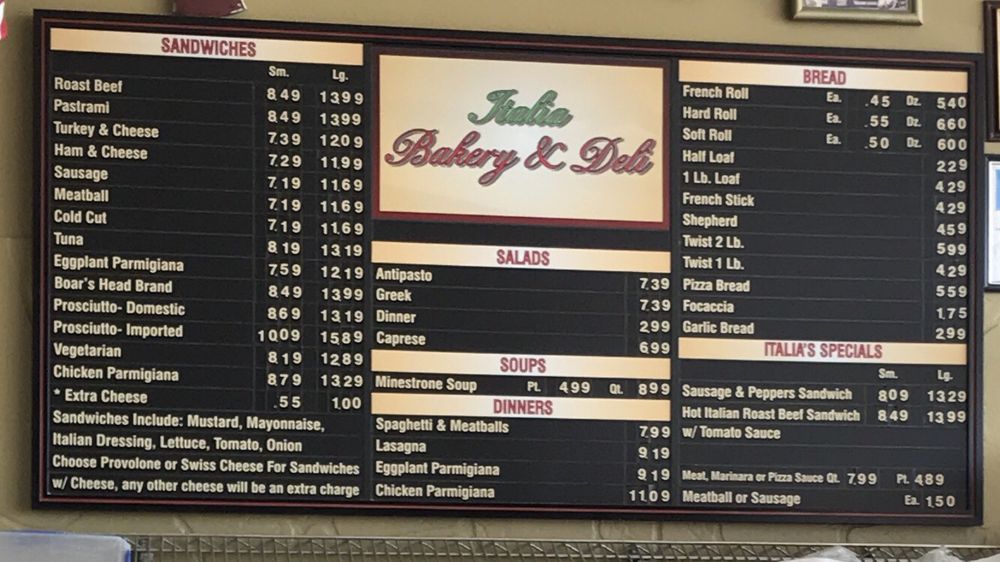 SANDWICHES
Sm. Lg.
Roast Beef 8 49 13 99
Pastrami 8 49 13 99
Turkey & Cheese 7 39 12 09
Ham & Cheese 7 29 11 99
Sausage 7 19 11 69
Meatball 7 19 11 69
Cold Cut 7 19 11 69
Tuna 8 19 13 19
Eggplant Parmigiana 7 59 12 19
Boar's Head Brand 8 49 13 99
Prosciutto- Domestic 8 69 13 19
Prosciutto- Imported 10 09 15 89
Vegetarian 8 19 12 89
Chicken Parmigiana 8 79 13 29
* Extra Cheese .55 1 00
Sandwiches Include: Mustard, Mayonnaise,
Italian Dressing, Lettuce, Tomato, Onion
Choose Provolone or Swiss Cheese For Sandwiches
w/ Cheese, any other cheese will be an extra charge
Italia
Bakery & Deli
SALADS
Antipasto 7 39
Greek 7 39
Dinner 2 99
Caprese 6 99
SOUPS
Minestrone Soup Pt. 4 99 Qt. 8 99
DINNERS
Spaghetti & Meatballs 7 99
Lasagna 9 19
Eggplant Parmigiana 9 19
Chicken Parmigiana 11 09
BREAD
French Roll Ea. .45 Dz. 5 40
Hard Roll Ea. .55 Dz. 6 60
Soft Roll Ea. .50 Dz. 6 00
Half Loaf 2 29
1 Lb. Loaf 4 29
French Stick 4 29
Shepherd 4 59
Twist 2 Lb. 5 99
Twist 1 Lb. 4 29
Pizza Bread 5 59
Focaccia 1 75
Garlic Bread 2 99
ITALIA'S SPECIALS
Sm. Lg.
Sausage & Peppers Sandwich 8 09 13 29
Hot Italian Roast Beef Sandwich 8 49 13 99
w/ Tomato Sauce
Meat, Marinara or Pizza Sauce Qt. 7 99 Pt. 4 89
Meatball or Sausage Ea. 1 50